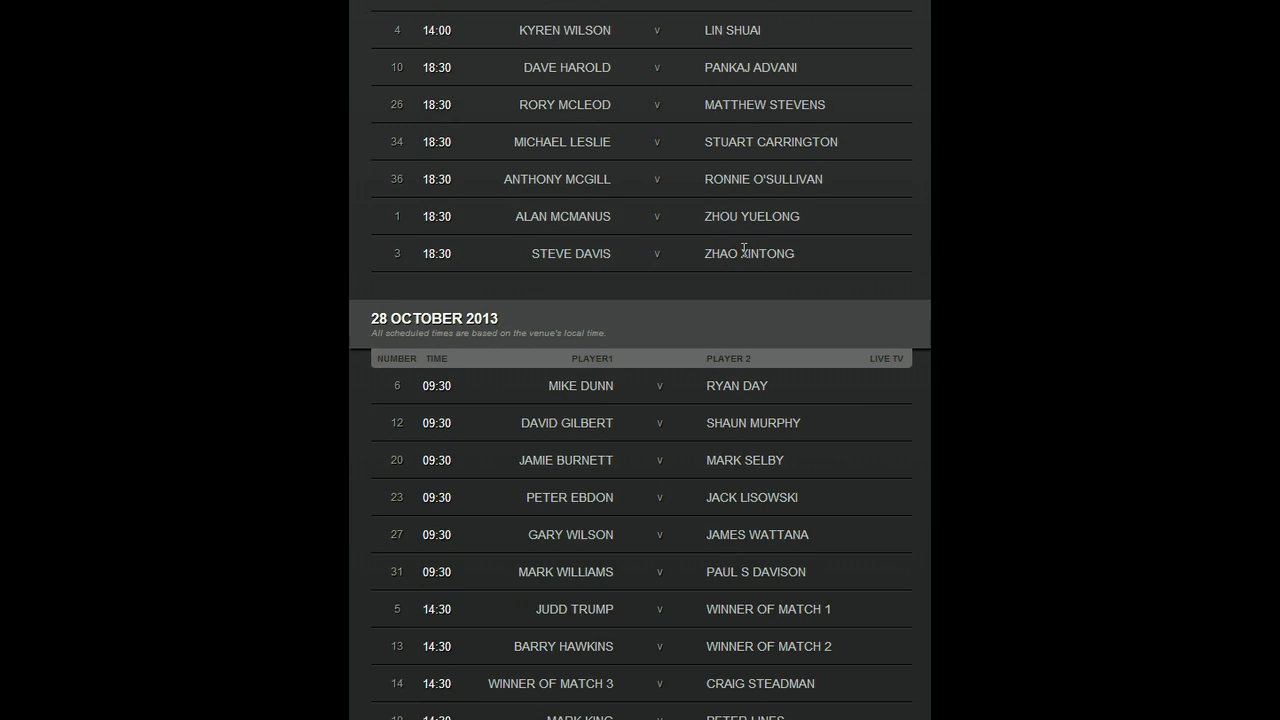 4 14:00 KYREN WILSON v LIN SHUAI
10 18:30 DAVE HAROLD v PANKAJ ADVANI
26 18:30 RORY MCLEOD v MATTHEW STEVENS
34 18:30 MICHAEL LESLIE v STUART CARRINGTON
36 18:30 ANTHONY MCGILL v RONNIE O'SULLIVAN
1 18:30 ALAN MCMANUS v ZHOU YUELONG
3 18:30 STEVE DAVIS v ZHAO XINTONG
28 OCTOBER 2013
All scheduled times are based on the venue's local time.
NUMBER TIME PLAYER1 PLAYER 2 LIVE TV
6 09:30 MIKE DUNN v RYAN DAY
12 09:30 DAVID GILBERT v SHAUN MURPHY
20 09:30 JAMIE BURNETT v MARK SELBY
23 09:30 PETER EBDON v JACK LISOWSKI
27 09:30 GARY WILSON v JAMES WATTANA
31 09:30 MARK WILLIAMS v PAUL S DAVISON
5 14:30 JUDD TRUMP v WINNER OF MATCH 1
13 14:30 BARRY HAWKINS v WINNER OF MATCH 2
14 14:30 WINNER OF MATCH 3 v CRAIG STEADMAN
14:30 MARK KING PETER LINES